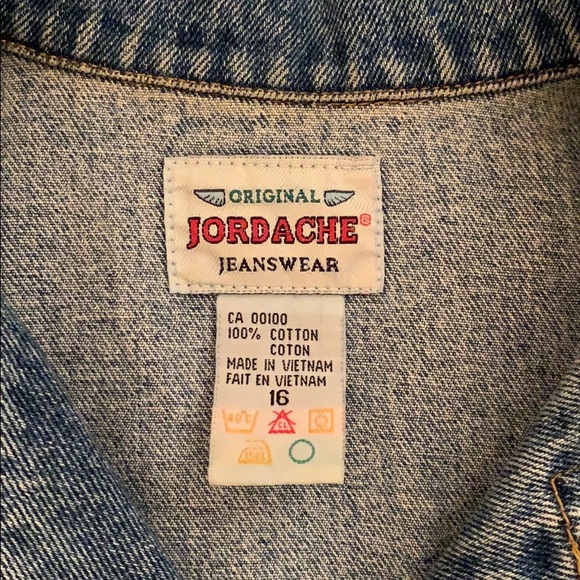 ORIGINAL
JORDACHE®
JEANSWEAR
CA 00100
100% COTTON
COTON
MADE IN VIETNAM
FAIT EN VIETNAM
16
40°C CL